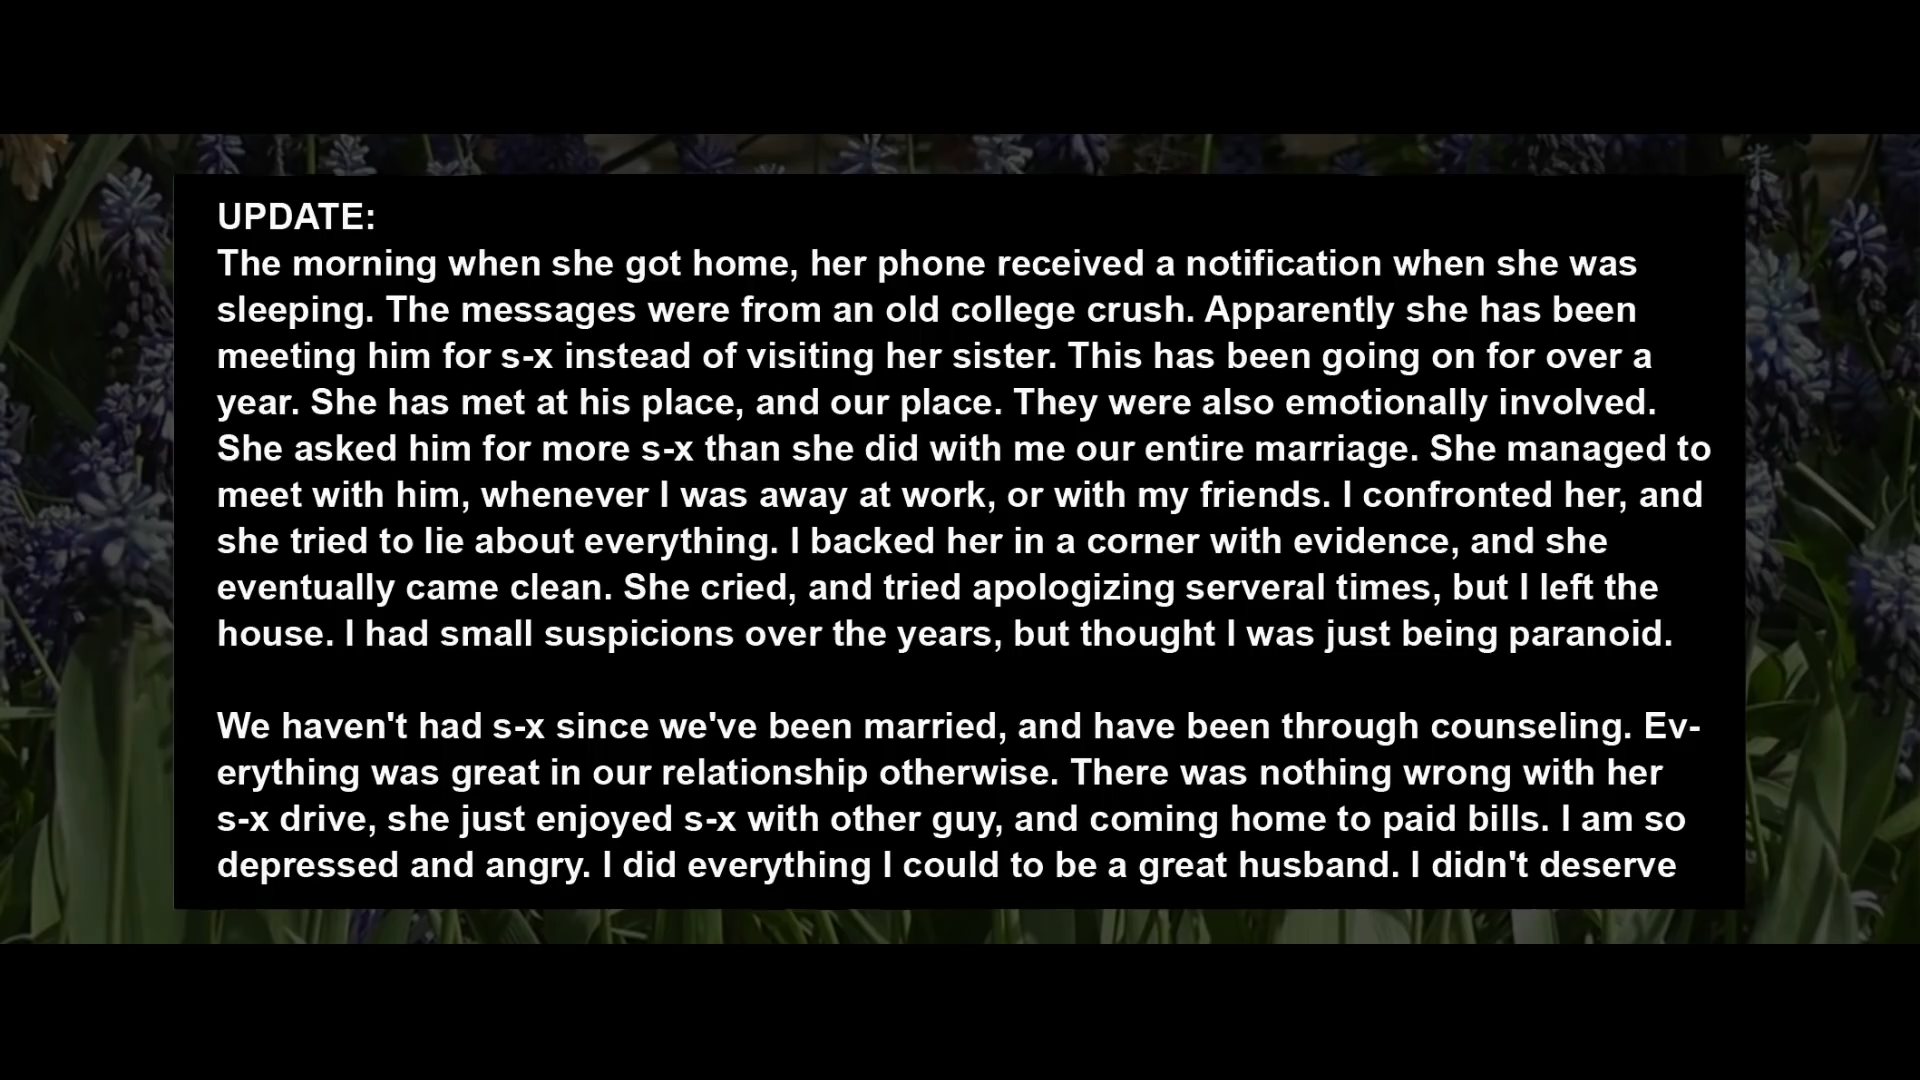 UPDATE:
The morning when she got home, her phone received a notification when she was
sleeping. The messages were from an old college crush. Apparently she has been
meeting him for s-x instead of visiting her sister. This has been going on for over a
year. She has met at his place, and our place. They were also emotionally involved.
She asked him for more s-x than she did with me our entire marriage. She managed to
meet with him, whenever I was away at work, or with my friends. I confronted her, and
she tried to lie about everything. I backed her in a corner with evidence, and she
eventually came clean. She cried, and tried apologizing serveral times, but I left the
house. I had small suspicions over the years, but thought I was just being paranoid.
We haven't had s-x since we've been married, and have been through counseling. Ev-
erything was great in our relationship otherwise. There was nothing wrong with her
s-x drive, she just enjoyed s-x with other guy, and coming home to paid bills. I am so
depressed and angry. I did everything I could to be a great husband. I didn't deserve